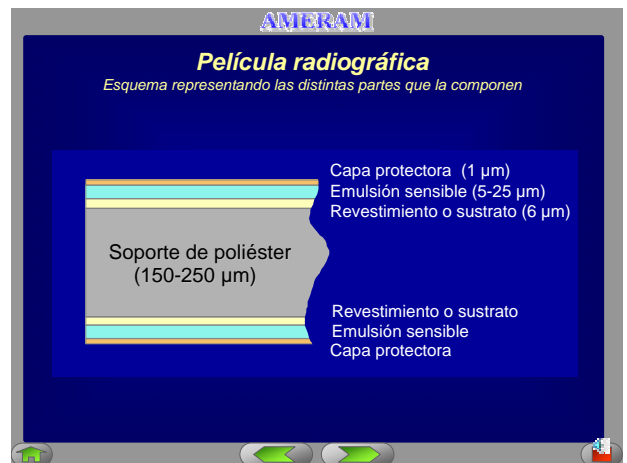 AMERAM
Película radiográfica
Esquema representando las distintas partes que la componen
Capa protectora (1 µm)
Emulsión sensible (5-25 µm)
Revestimiento o sustrato (6 µm)
Soporte de poliéster
(150-250 µm)
Revestimiento o sustrato
Emulsión sensible
Capa protectora